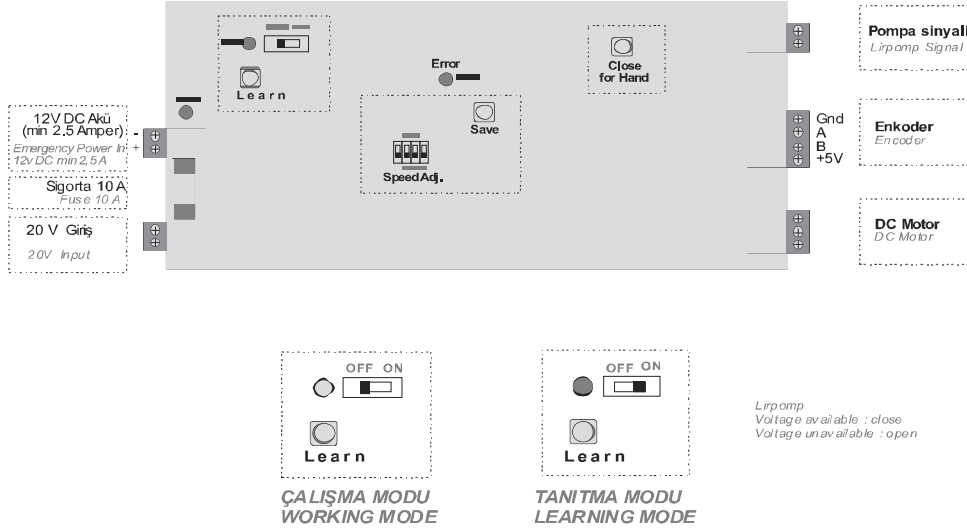 Learn
Error
Save
Speed Adj.
Close
for Hand
12V DC Akü
(min 2,5 Amper)
Emergency Power In
12v DC min 2,5 A
-
+
Sigorta 10 A
Fuse 10 A
20 V Giriş
20V Input
Pompa sinyali
Lirpomp Signal
Gnd
A
B
+5V
Enkoder
Encoder
DC Motor
DC Motor
OFF ON
Learn
ÇALIŞMA MODU
WORKING MODE
OFF ON
Learn
TANITMA MODU
LEARNING MODE
Lirpomp
Voltage available : close
Voltage unavailable : open